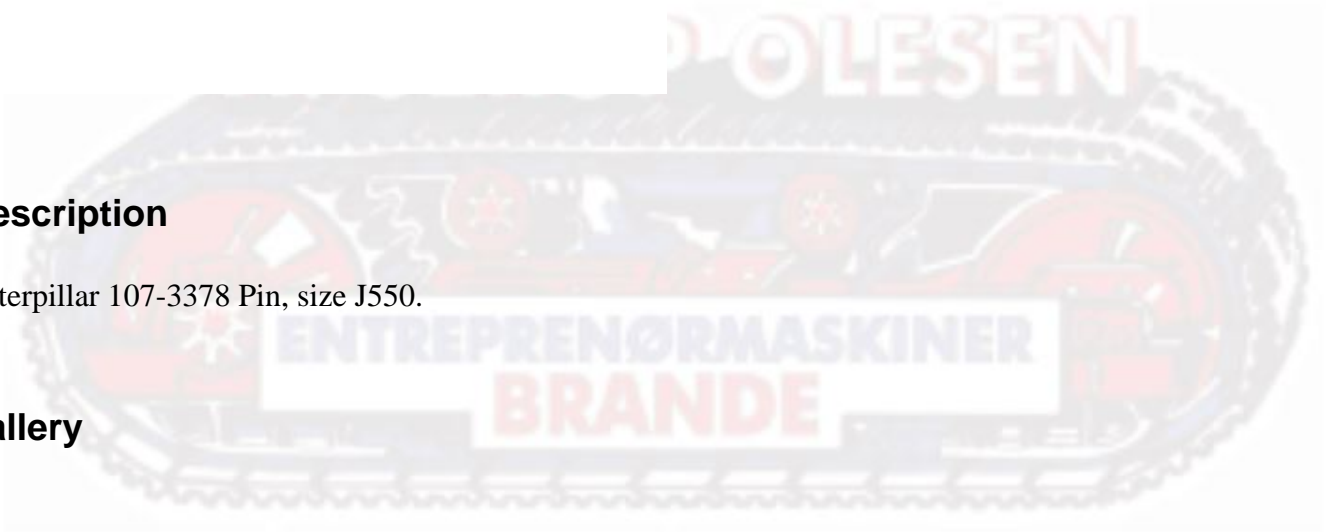 OLESEN
escription
terpillar 107-3378 Pin, size J550.
ENTREPRENØRMASKINER
BRANDE
allery